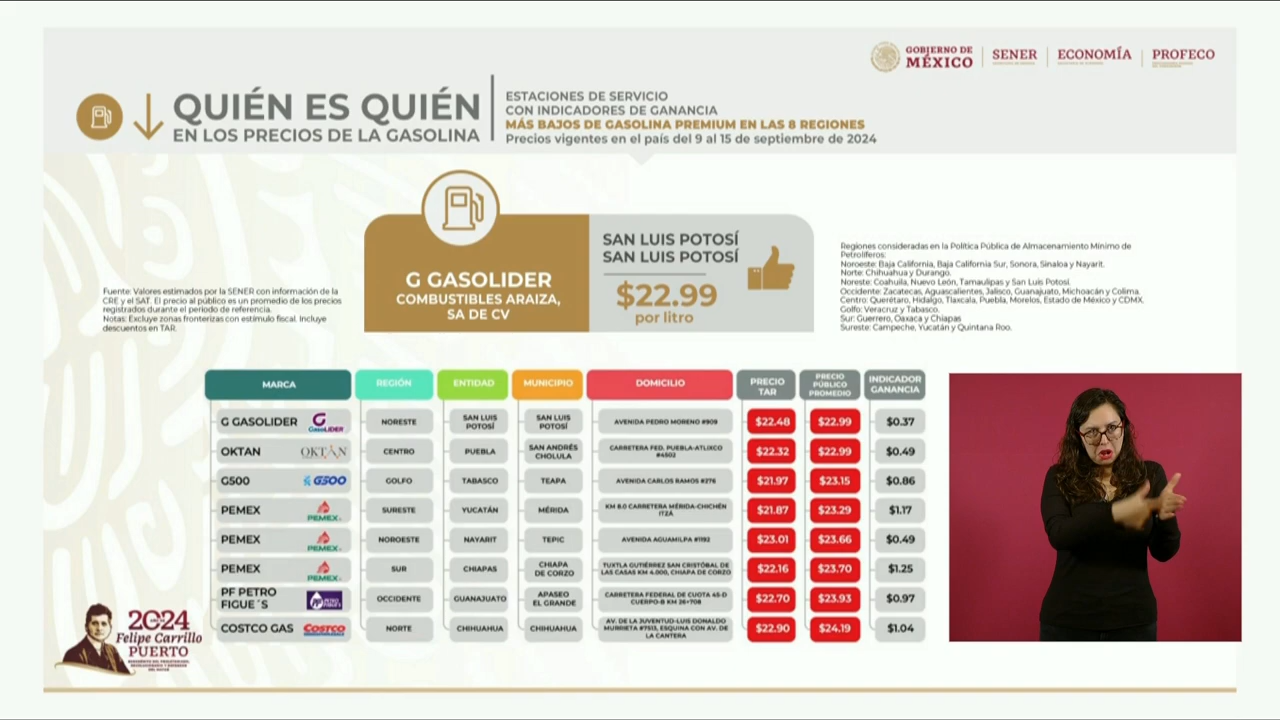 GOBIERNO DE
MÉXICO
SENER
ECONOMÍA
PROFECO
QUIÉN ES QUIÉN
EN LOS PRECIOS DE LA GASOLINA
ESTACIONES DE SERVICIO
CON INDICADORES DE GANANCIA
MÁS BAJOS DE GASOLINA PREMIUM EN LAS 8 REGIONES
Precios vigentes en el país del 9 al 15 de septiembre de 2024
Fuente: Valores estimados por la SENER con información de la
CRE y el SAT. El precio al público es un promedio de los precios
registrados durante el periodo de referencia.
Notas: Excluye zonas fronterizas con estímulo fiscal. Incluye
descuentos en TAR.
G GASOLIDER
COMBUSTIBLES ARAIZA,
SA DE CV
SAN LUIS POTOSÍ
SAN LUIS POTOSÍ
$22.99
por litro
Regiones consideradas en la Política Pública de Almacenamiento Mínimo de
Petrolíferos:
Noroeste: Baja California, Baja California Sur, Sonora, Sinaloa y Nayarit.
Norte: Chihuahua y Durango.
Noreste: Coahuila, Nuevo León, Tamaulipas y San Luis Potosí.
Occidente: Zacatecas, Aguascalientes, Jalisco, Guanajuato, Michoacán y Colima.
Centro: Querétaro, Hidalgo, Tlaxcala, Puebla, Morelos, Estado de México y CDMX.
Golfo: Veracruz y Tabasco.
Sur: Guerrero, Oaxaca y Chiapas
Sureste: Campeche, Yucatán y Quintana Roo.
MARCA REGIÓN ENTIDAD MUNICIPIO DOMICILIO PRECIO TAR PRECIO PÚBLICO PROMEDIO INDICADOR GANANCIA
G GASOLIDER G GASOLIDER NORESTE SAN LUIS POTOSÍ SAN LUIS POTOSÍ AVENIDA PEDRO MORENO #909 $22.48 $22.99 $0.37
OKTAN OKTAN CENTRO PUEBLA SAN ANDRÉS CHOLULA CARRETERA FED. PUEBLA-ATLIXCO #4502 $22.32 $22.99 $0.49
G500 G500 GOLFO TABASCO TEAPA AVENIDA CARLOS RAMOS #276 $21.97 $23.15 $0.86
PEMEX PEMEX SURESTE YUCATÁN MÉRIDA KM 8.0 CARRETERA MÉRIDA-CHICHÉN ITZÁ $21.87 $23.29 $1.17
PEMEX PEMEX NOROESTE NAYARIT TEPIC AVENIDA AGUAMILPA #1192 $23.01 $23.66 $0.49
PEMEX PEMEX SUR CHIAPAS CHIAPA DE CORZO TUXTLA GUTIÉRREZ SAN CRISTÓBAL DE LAS CASAS KM 4.000, CHIAPA DE CORZO $22.16 $23.70 $1.25
PF PETRO FIGUE´S OCCIDENTE GUANAJUATO APASEO EL GRANDE CARRETERA FEDERAL DE CUOTA 45-D CUERPO-B KM 26+708 $22.70 $23.93 $0.97
COSTCO GAS COSTCO NORTE CHIHUAHUA CHIHUAHUA AV. DE LA JUVENTUD-LUIS DONALDO MURRIETA #7513, ESQUINA CON AV. DE LA CANTERA $22.90 $24.19 $1.04
2024
Felipe Carrillo
PUERTO